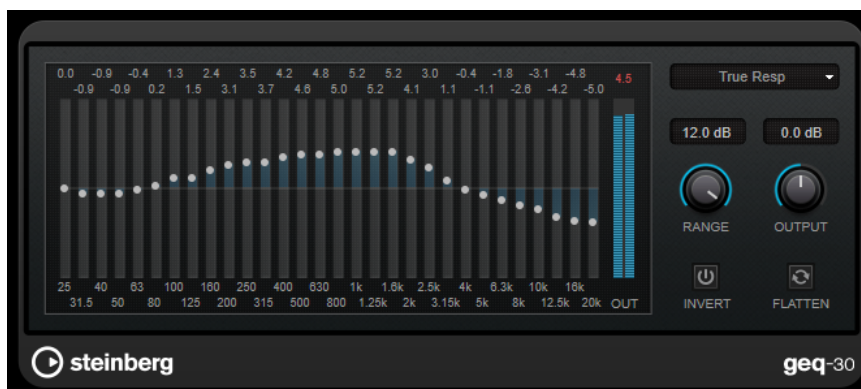 0.0 -0.9 -0.4 1.3 2.4 3.5 4.2 4.8 5.2 5.2 3.0 -0.4 -1.8 -3.1 -4.8
-0.9 -0.9 0.2 1.5 3.1 3.7 4.6 5.0 5.2 4.1 1.1 -1.1 -2.6 -4.2 -5.0
4.5
25 40 63 100 160 250 400 630 1k 1.6k 2.5k 4k 6.3k 10k 16k
31.5 50 80 125 200 315 500 800 1.25k 2k 3.15k 5k 8k 12.5k 20k OUT
True Resp
12.0 dB 0.0 dB
RANGE OUTPUT
INVERT FLATTEN
steinberg
geq-30